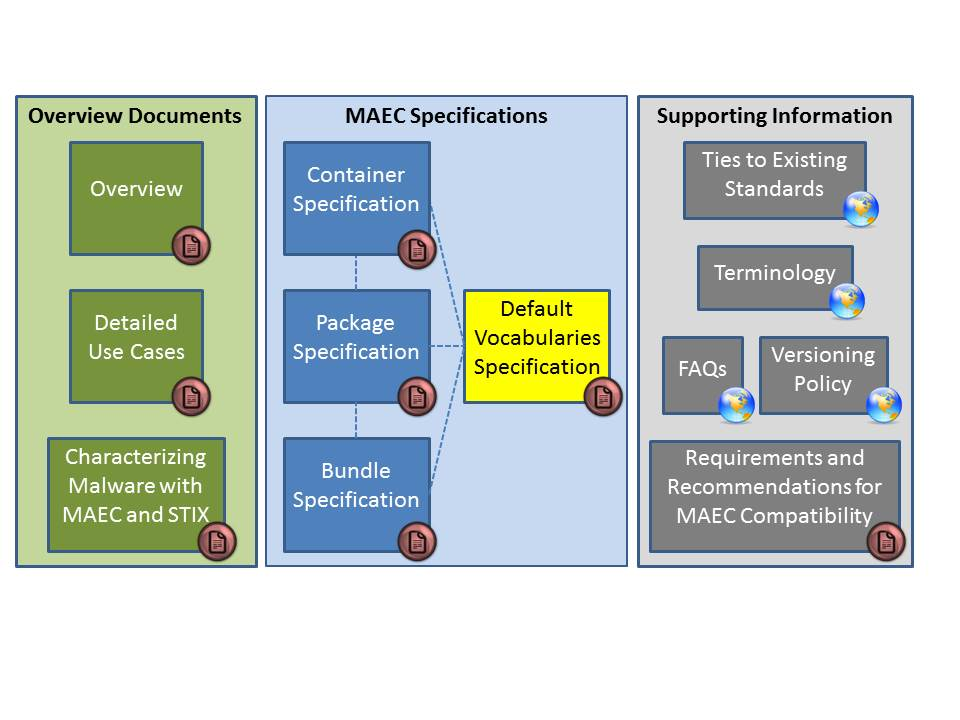 Overview Documents
Overview
Detailed
Use Cases
Characterizing
Malware with
MAEC and STIX
MAEC Specifications
Container
Specification
Package
Specification
Bundle
Specification
Default
Vocabularies
Specification
Supporting Information
Ties to Existing
Standards
Terminology
FAQs
Versioning
Policy
Requirements and
Recommendations for
MAEC Compatibility